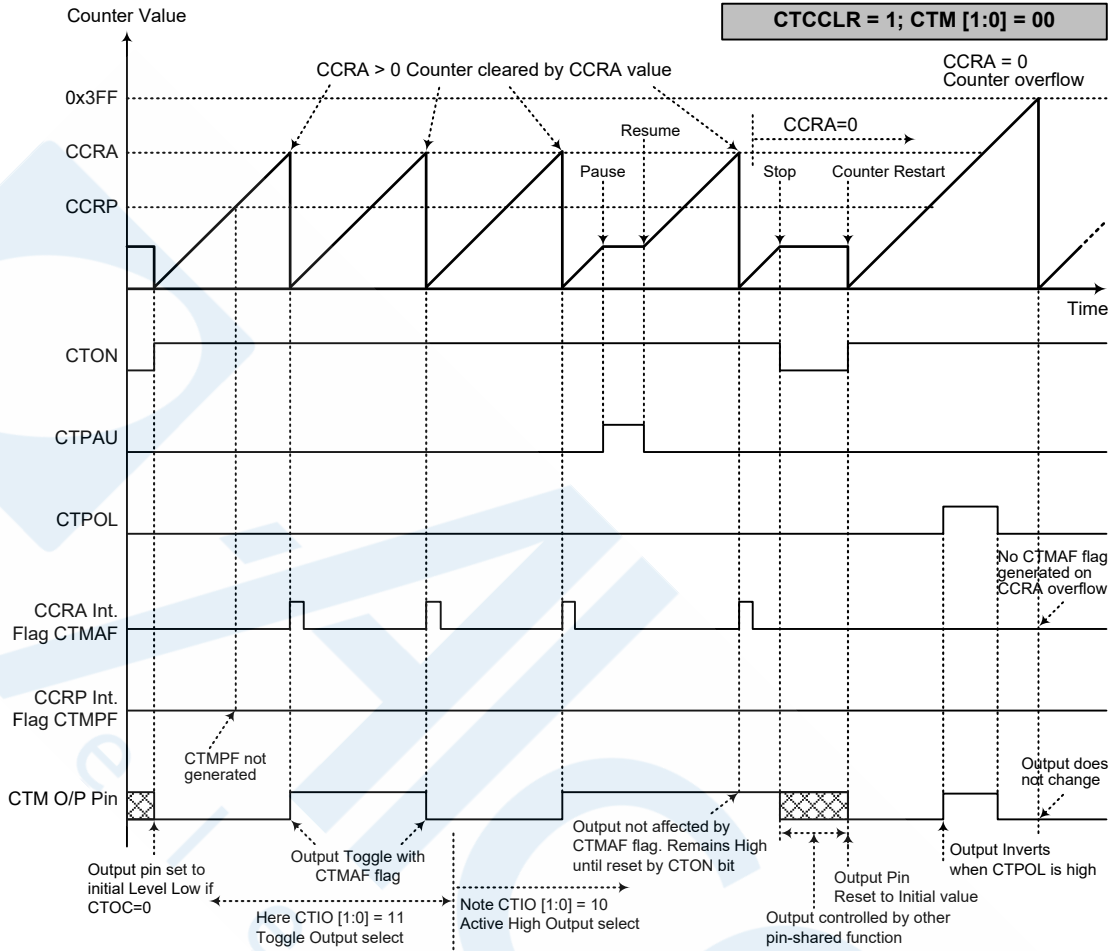 Counter Value
CTCCLR = 1; CTM [1:0] = 00
CCRA > 0 Counter cleared by CCRA value
CCRA = 0
Counter overflow
0x3FF
Resume
CCRA=0
CCRA
Pause
Stop
Counter Restart
CCRP
Time
CTON
CTPAU
CTPOL
No CTMAF flag
generated on
CCRA overflow
CCRA Int.
Flag CTMAF
CCRP Int.
Flag CTMPF
CTMPF not
generated
Output does
not change
CTM O/P Pin
Output pin set to
initial Level Low if
CTOC=0
Output Toggle with
CTMAF flag
Output not affected by
CTMAF flag. Remains High
until reset by CTON bit
Output Inverts
when CTPOL is high
Output Pin
Reset to Initial value
Here CTIO [1:0] = 11
Toggle Output select
Note CTIO [1:0] = 10
Active High Output select
Output controlled by other
pin-shared function